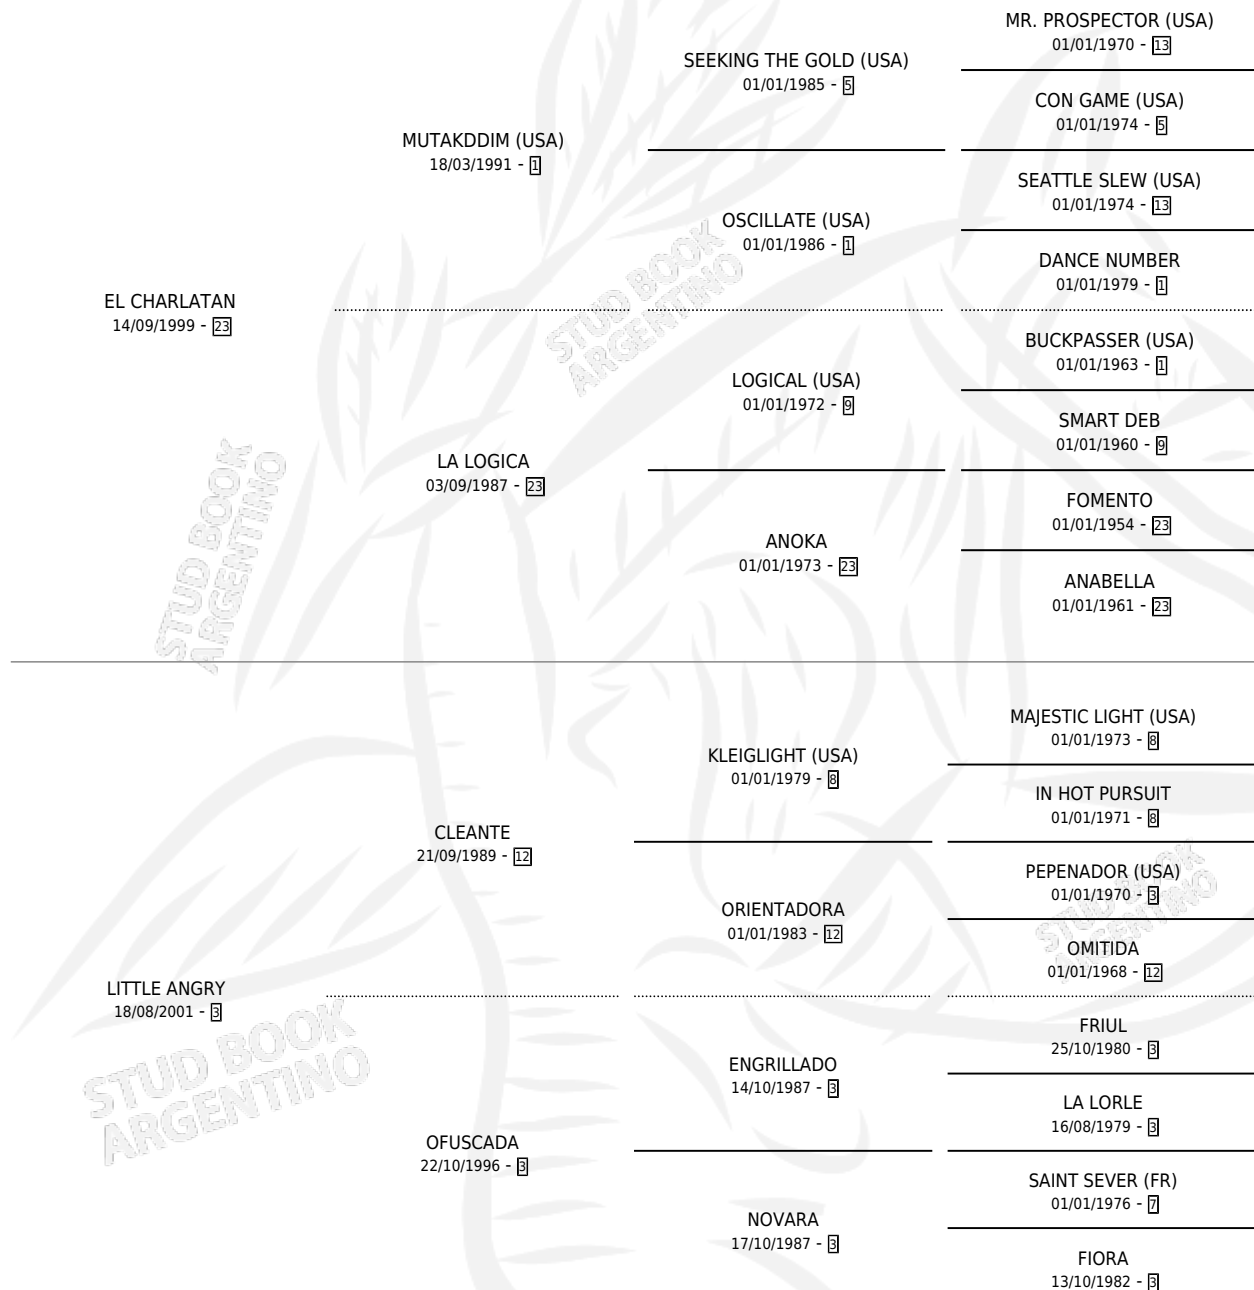 MR. PROSPECTOR (USA)
01/01/1970 - 13
SEEKING THE GOLD (USA)
01/01/1985 - 5
CON GAME (USA)
01/01/1974 - 5
MUTAKDDIM (USA)
18/03/1991 - 1
SEATTLE SLEW (USA)
01/01/1974 - 13
OSCILLATE (USA)
01/01/1986 - 1
DANCE NUMBER
01/01/1979 - 1
EL CHARLATAN
14/09/1999 - 23
STUD BOOK
ARGENTINO
BUCKPASSER (USA)
01/01/1963 - 1
LOGICAL (USA)
01/01/1972 - 9
SMART DEB
01/01/1960 - 9
LA LOGICA
03/09/1987 - 23
FOMENTO
01/01/1954 - 23
ANOKA
01/01/1973 - 23
ANABELLA
01/01/1961 - 23
STUD BOOK
ARGENTINO
MAJESTIC LIGHT (USA)
01/01/1973 - 8
KLEIGLIGHT (USA)
01/01/1979 - 8
IN HOT PURSUIT
01/01/1971 - 8
CLEANTE
21/09/1989 - 12
PEPENADOR (USA)
01/01/1970 - 3
ORIENTADORA
01/01/1983 - 12
OMITIDA
01/01/1968 - 12
STUD BOOK
ARGENTINO
LITTLE ANGRY
18/08/2001 - 3
FRIUL
25/10/1980 - 3
ENGRILLADO
14/10/1987 - 3
LA LORLE
16/08/1979 - 3
STUD BOOK
ARGENTINO
OFUSCADA
22/10/1996 - 3
SAINT SEVER (FR)
01/01/1976 - 7
NOVARA
17/10/1987 - 3
FIORA
13/10/1982 - 3